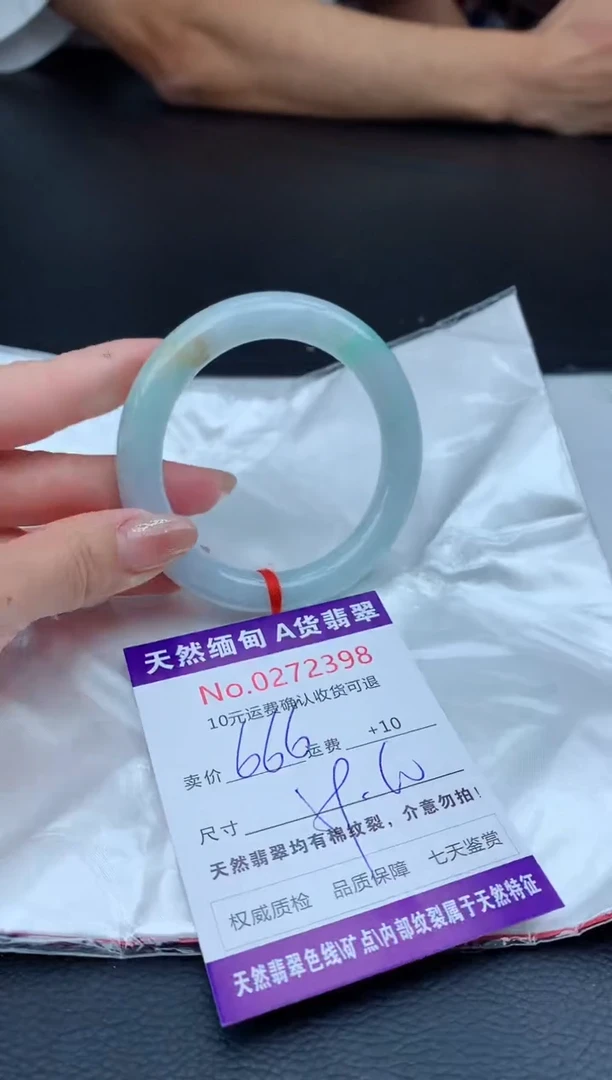 天然缅甸 A货翡翠
No.0272398
10元运费确认收货可退
卖价 666 运费 +10
尺寸
天然翡翠均有棉纹裂，介意勿拍！
权威质检 品质保障 七天鉴赏
天然翡翠色线\矿点\内部纹裂属于天然特征